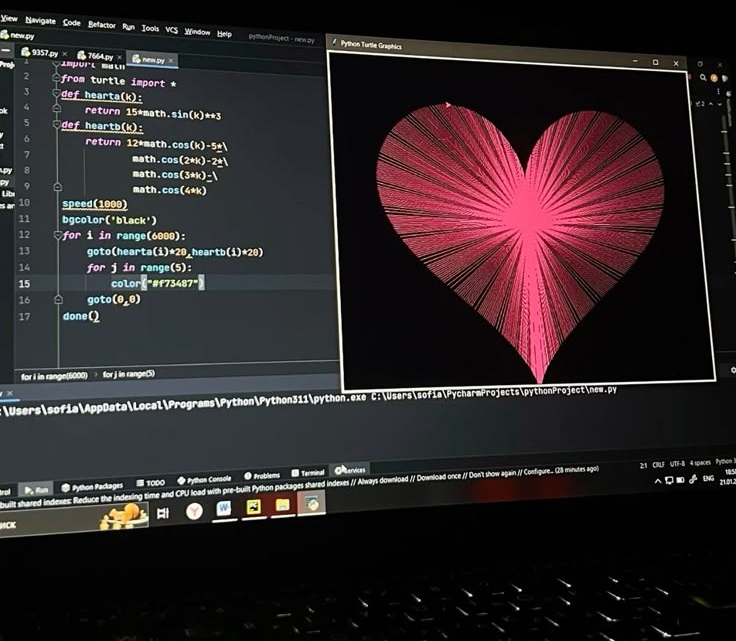 View Navigate Code Refactor Run Tools VCS Window Help pythonProject - new.py
new.py
9357.py × 7664.py × new.py ×
Python Turtle Graphics
1 import math
2 from turtle import *
3 def hearta(k):
4 return 15*math.sin(k)**3
5 def heartb(k):
6 return 12*math.cos(k)-5*\
7 math.cos(2*k)-2*\
8 math.cos(3*k)-\
9 math.cos(4*k)
10 speed(1000)
11 bgcolor('black')
12 for i in range(6000):
13 goto(hearta(i)*20,heartb(i)*20)
14 for j in range(5):
15 color("#f73487")
16 goto(0,0)
17 done()
for i in range(6000) › for j in range(5)
:\Users\sofia\AppData\Local\Programs\Python\Python311\python.exe C:\Users\sofia\PycharmProjects\pythonProject\new.py
Run Python Packages TODO Python Console Problems Terminal Services
built shared indexes: Reduce the indexing time and CPU load with pre-built Python packages shared indexes // Always download // Download once // Don't show again // Configure... (28 minutes ago)
2:1 CRLF UTF-8 4 spaces Python 3
ENG